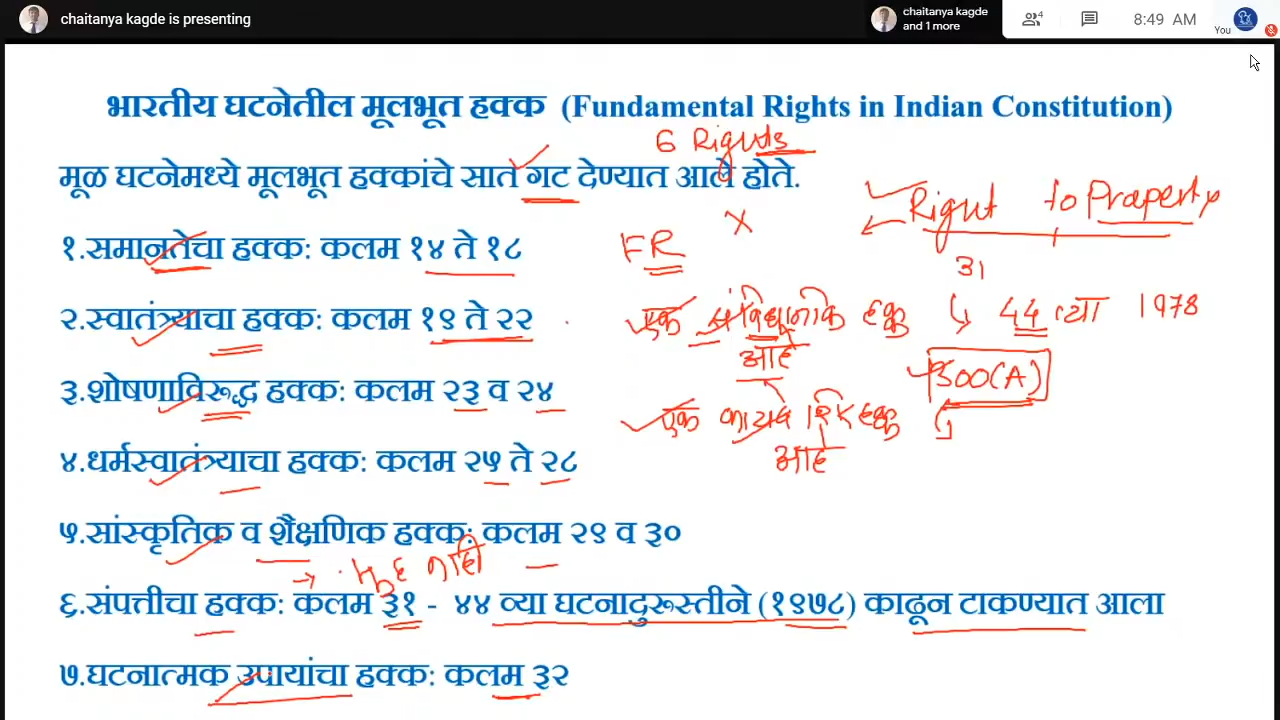 chaitanya kagde is presenting
chaitanya kagde
and 1 more
4
8:49 AM
You
भारतीय घटनेतील मूलभूत हक्क (Fundamental Rights in Indian Constitution)
6 Rights
मूळ घटनेमध्ये मूलभूत हक्कांचे सात गट देण्यात आले होते.
Right to Property
१.समानतेचा हक्क: कलम १४ ते १८
FR X
31
२.स्वातंत्र्याचा हक्क: कलम १९ ते २२
एक संविधानिक हक्क
आहे
44 व्या 1978
300(A)
३.शोषणाविरूद्ध हक्क: कलम २३ व २४
एक कायदेशिर हक्क
आहे
४.धर्मस्वातंत्र्याचा हक्क: कलम २५ ते २८
५.सांस्कृतिक व शैक्षणिक हक्क: कलम २९ व ३०
नाही
६.संपत्तीचा हक्क: कलम ३१ - ४४ व्या घटनादुरूस्तीने (१९७८) काढून टाकण्यात आला
७.घटनात्मक उपायांचा हक्क: कलम ३२